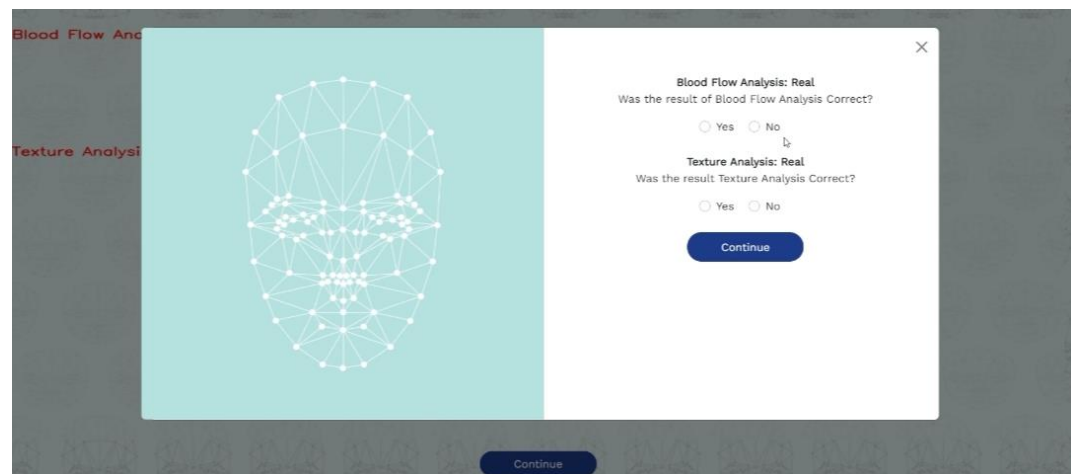 Blood Flow Ana
Texture Analysi
Blood Flow Analysis: Real
Was the result of Blood Flow Analysis Correct?
Yes No
Texture Analysis: Real
Was the result Texture Analysis Correct?
Yes No
Continue
Continue